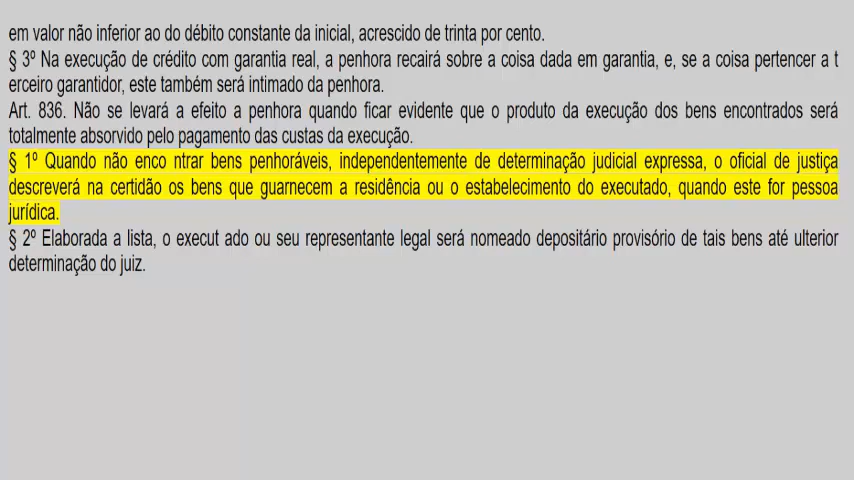 em valor não inferior ao do débito constante da inicial, acrescido de trinta por cento.
§ 3º Na execução de crédito com garantia real, a penhora recairá sobre a coisa dada em garantia, e, se a coisa pertencer a t
erceiro garantidor, este também será intimado da penhora.
Art. 836. Não se levará a efeito a penhora quando ficar evidente que o produto da execução dos bens encontrados será
totalmente absorvido pelo pagamento das custas da execução.
§ 1º Quando não enco ntrar bens penhoráveis, independentemente de determinação judicial expressa, o oficial de justiça
descreverá na certidão os bens que guarnecem a residência ou o estabelecimento do executado, quando este for pessoa
jurídica.
§ 2º Elaborada a lista, o execut ado ou seu representante legal será nomeado depositário provisório de tais bens até ulterior
determinação do juiz.